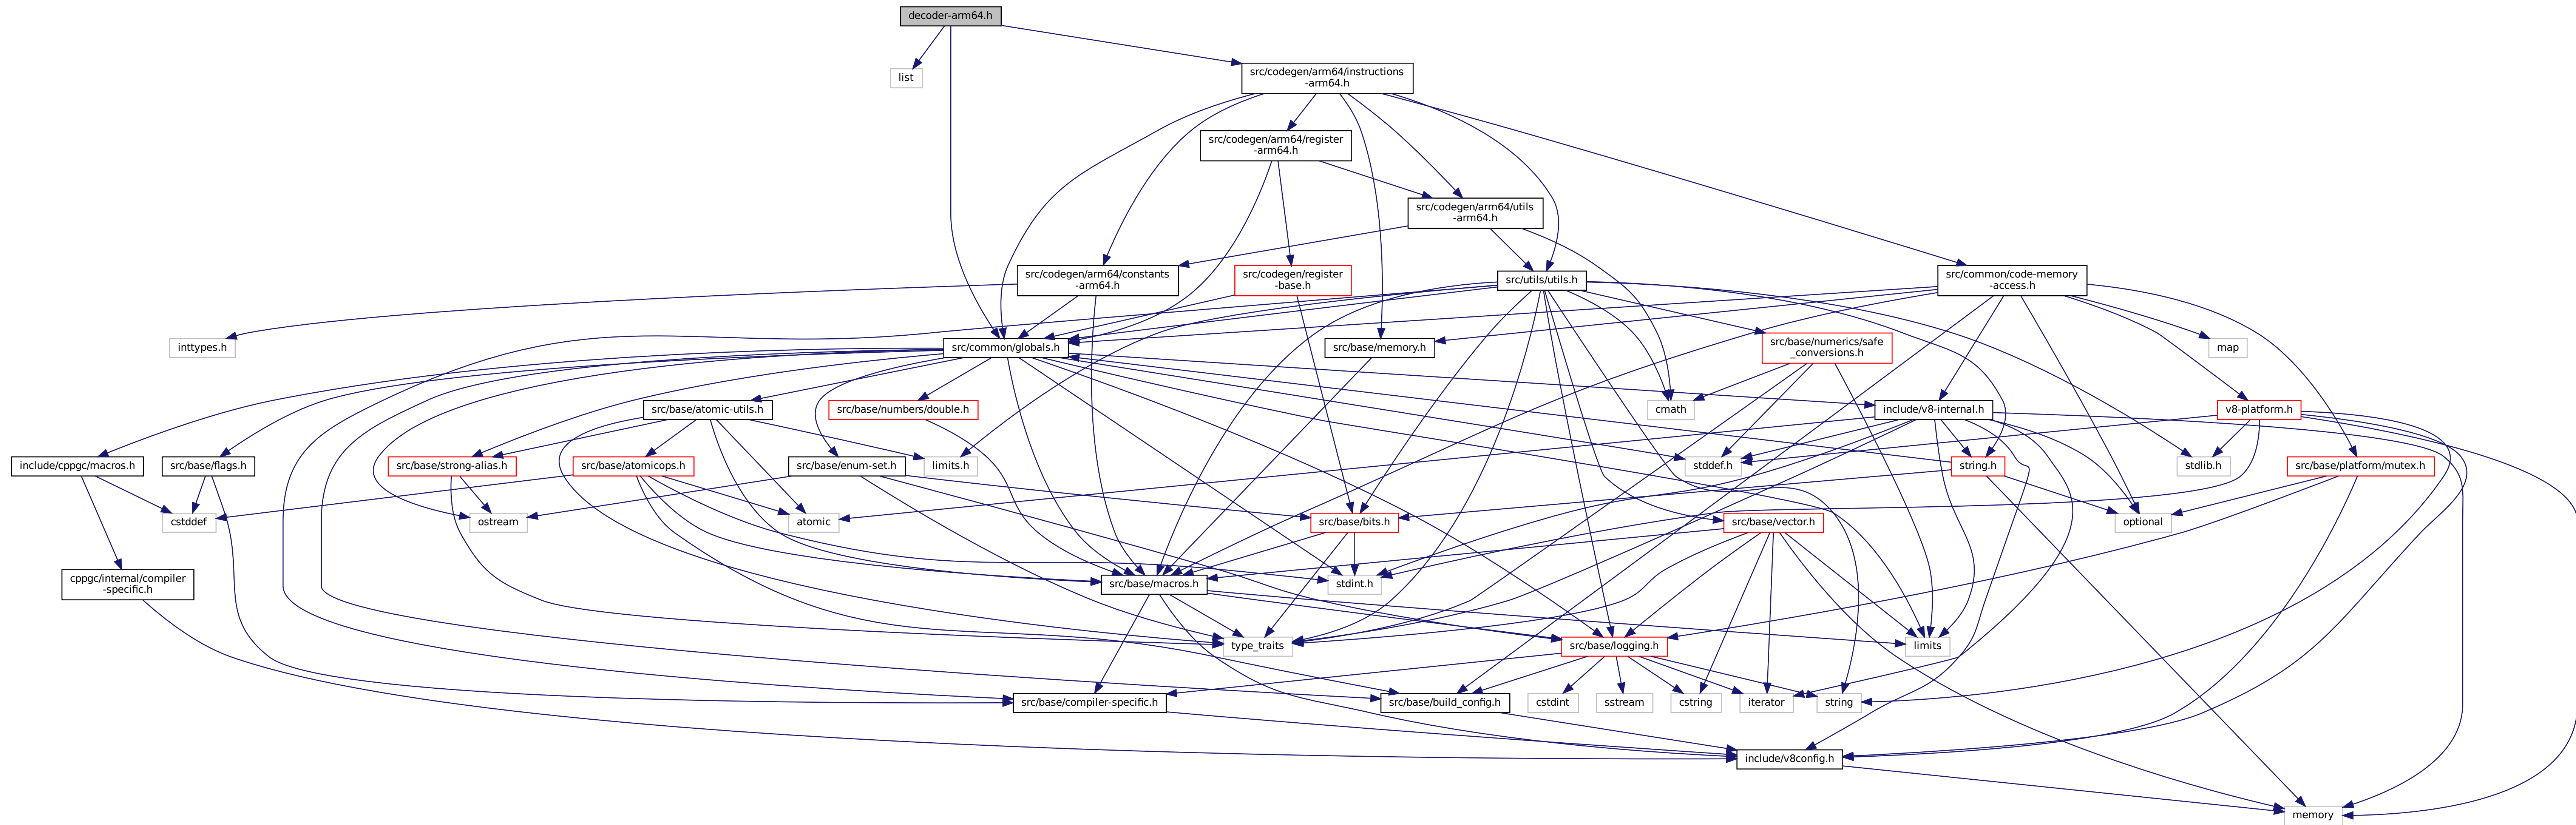 decoder-arm64.h
list
src/codegen/arm64/instructions
-arm64.h
src/codegen/arm64/register
-arm64.h
src/codegen/arm64/utils
-arm64.h
src/codegen/arm64/constants
-arm64.h
src/codegen/register
-base.h
src/utils/utils.h
src/common/code-memory
-access.h
inttypes.h
src/common/globals.h
src/base/memory.h
src/base/numerics/safe
_conversions.h
map
src/base/atomic-utils.h
src/base/numbers/double.h
cmath
include/v8-internal.h
v8-platform.h
include/cppgc/macros.h
src/base/flags.h
src/base/strong-alias.h
src/base/atomicops.h
src/base/enum-set.h
limits.h
stddef.h
string.h
stdlib.h
src/base/platform/mutex.h
cstddef
ostream
atomic
src/base/bits.h
src/base/vector.h
optional
cppgc/internal/compiler
-specific.h
src/base/macros.h
stdint.h
type_traits
src/base/logging.h
limits
src/base/compiler-specific.h
src/base/build_config.h
cstdint
sstream
cstring
iterator
string
include/v8config.h
memory